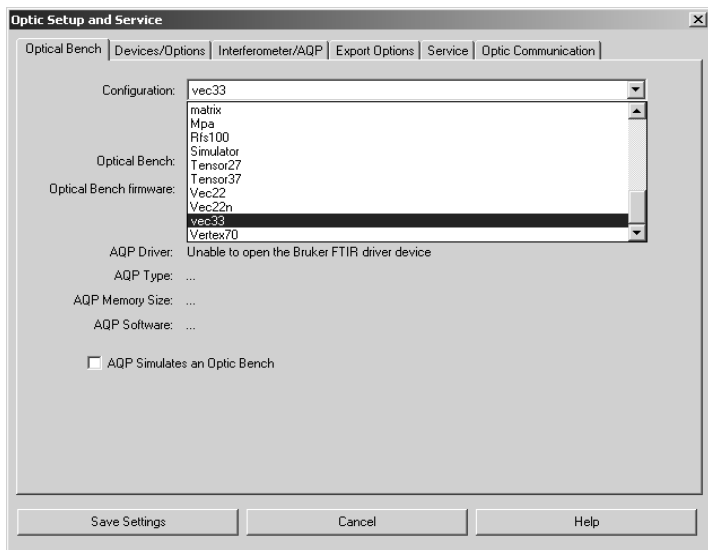 Optic Setup and Service
Optical Bench Devices/Options Interferometer/AQP Export Options Service Optic Communication
Configuration: vec33
matrix
Mpa
Rfs100
Simulator
Optical Bench: Tensor27
Tensor37
Optical Bench firmware: Vec22
Vec22n
vec33
Vertex70
AQP Driver: Unable to open the Bruker FTIR driver device
AQP Type: ...
AQP Memory Size: ...
AQP Software: ...
AQP Simulates an Optic Bench
Save Settings Cancel Help